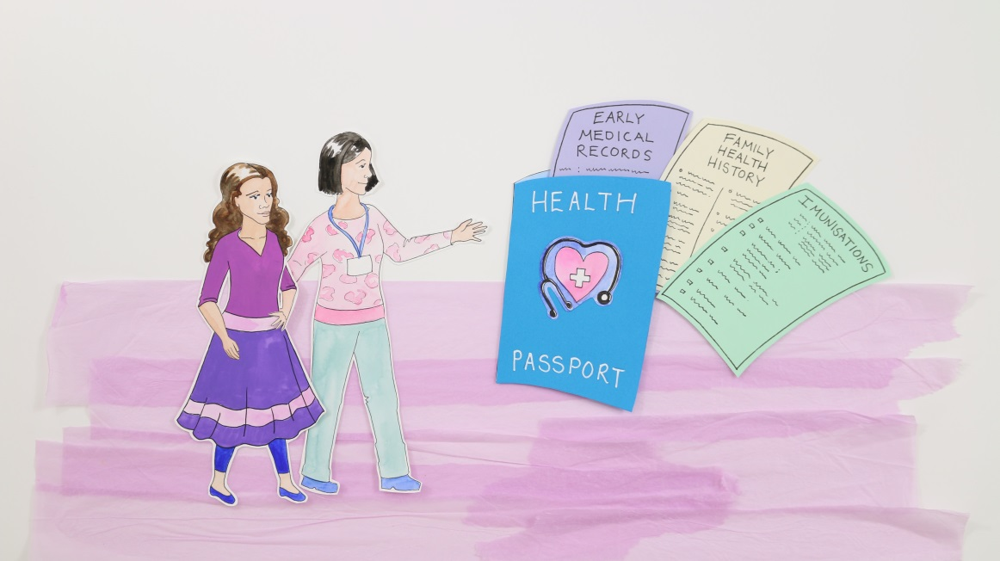 EARLY
MEDICAL
RECORDS
FAMILY
HEALTH
HISTORY
IMUNISATIONS
HEALTH
PASSPORT